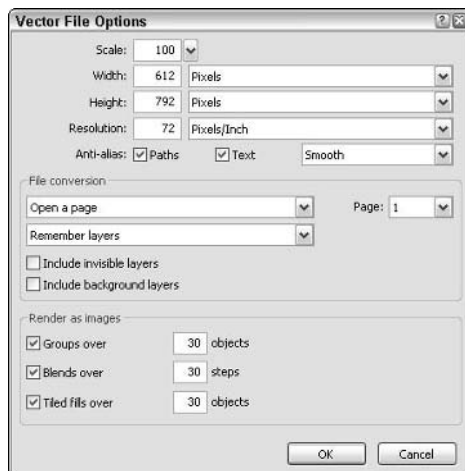 Vector File Options
Scale: 100
Width: 612 Pixels
Height: 792 Pixels
Resolution: 72 Pixels/Inch
Anti-alias: Paths Text Smooth
File conversion
Open a page Page: 1
Remember layers
Include invisible layers
Include background layers
Render as images
Groups over 30 objects
Blends over 30 steps
Tiled fills over 30 objects
OK Cancel